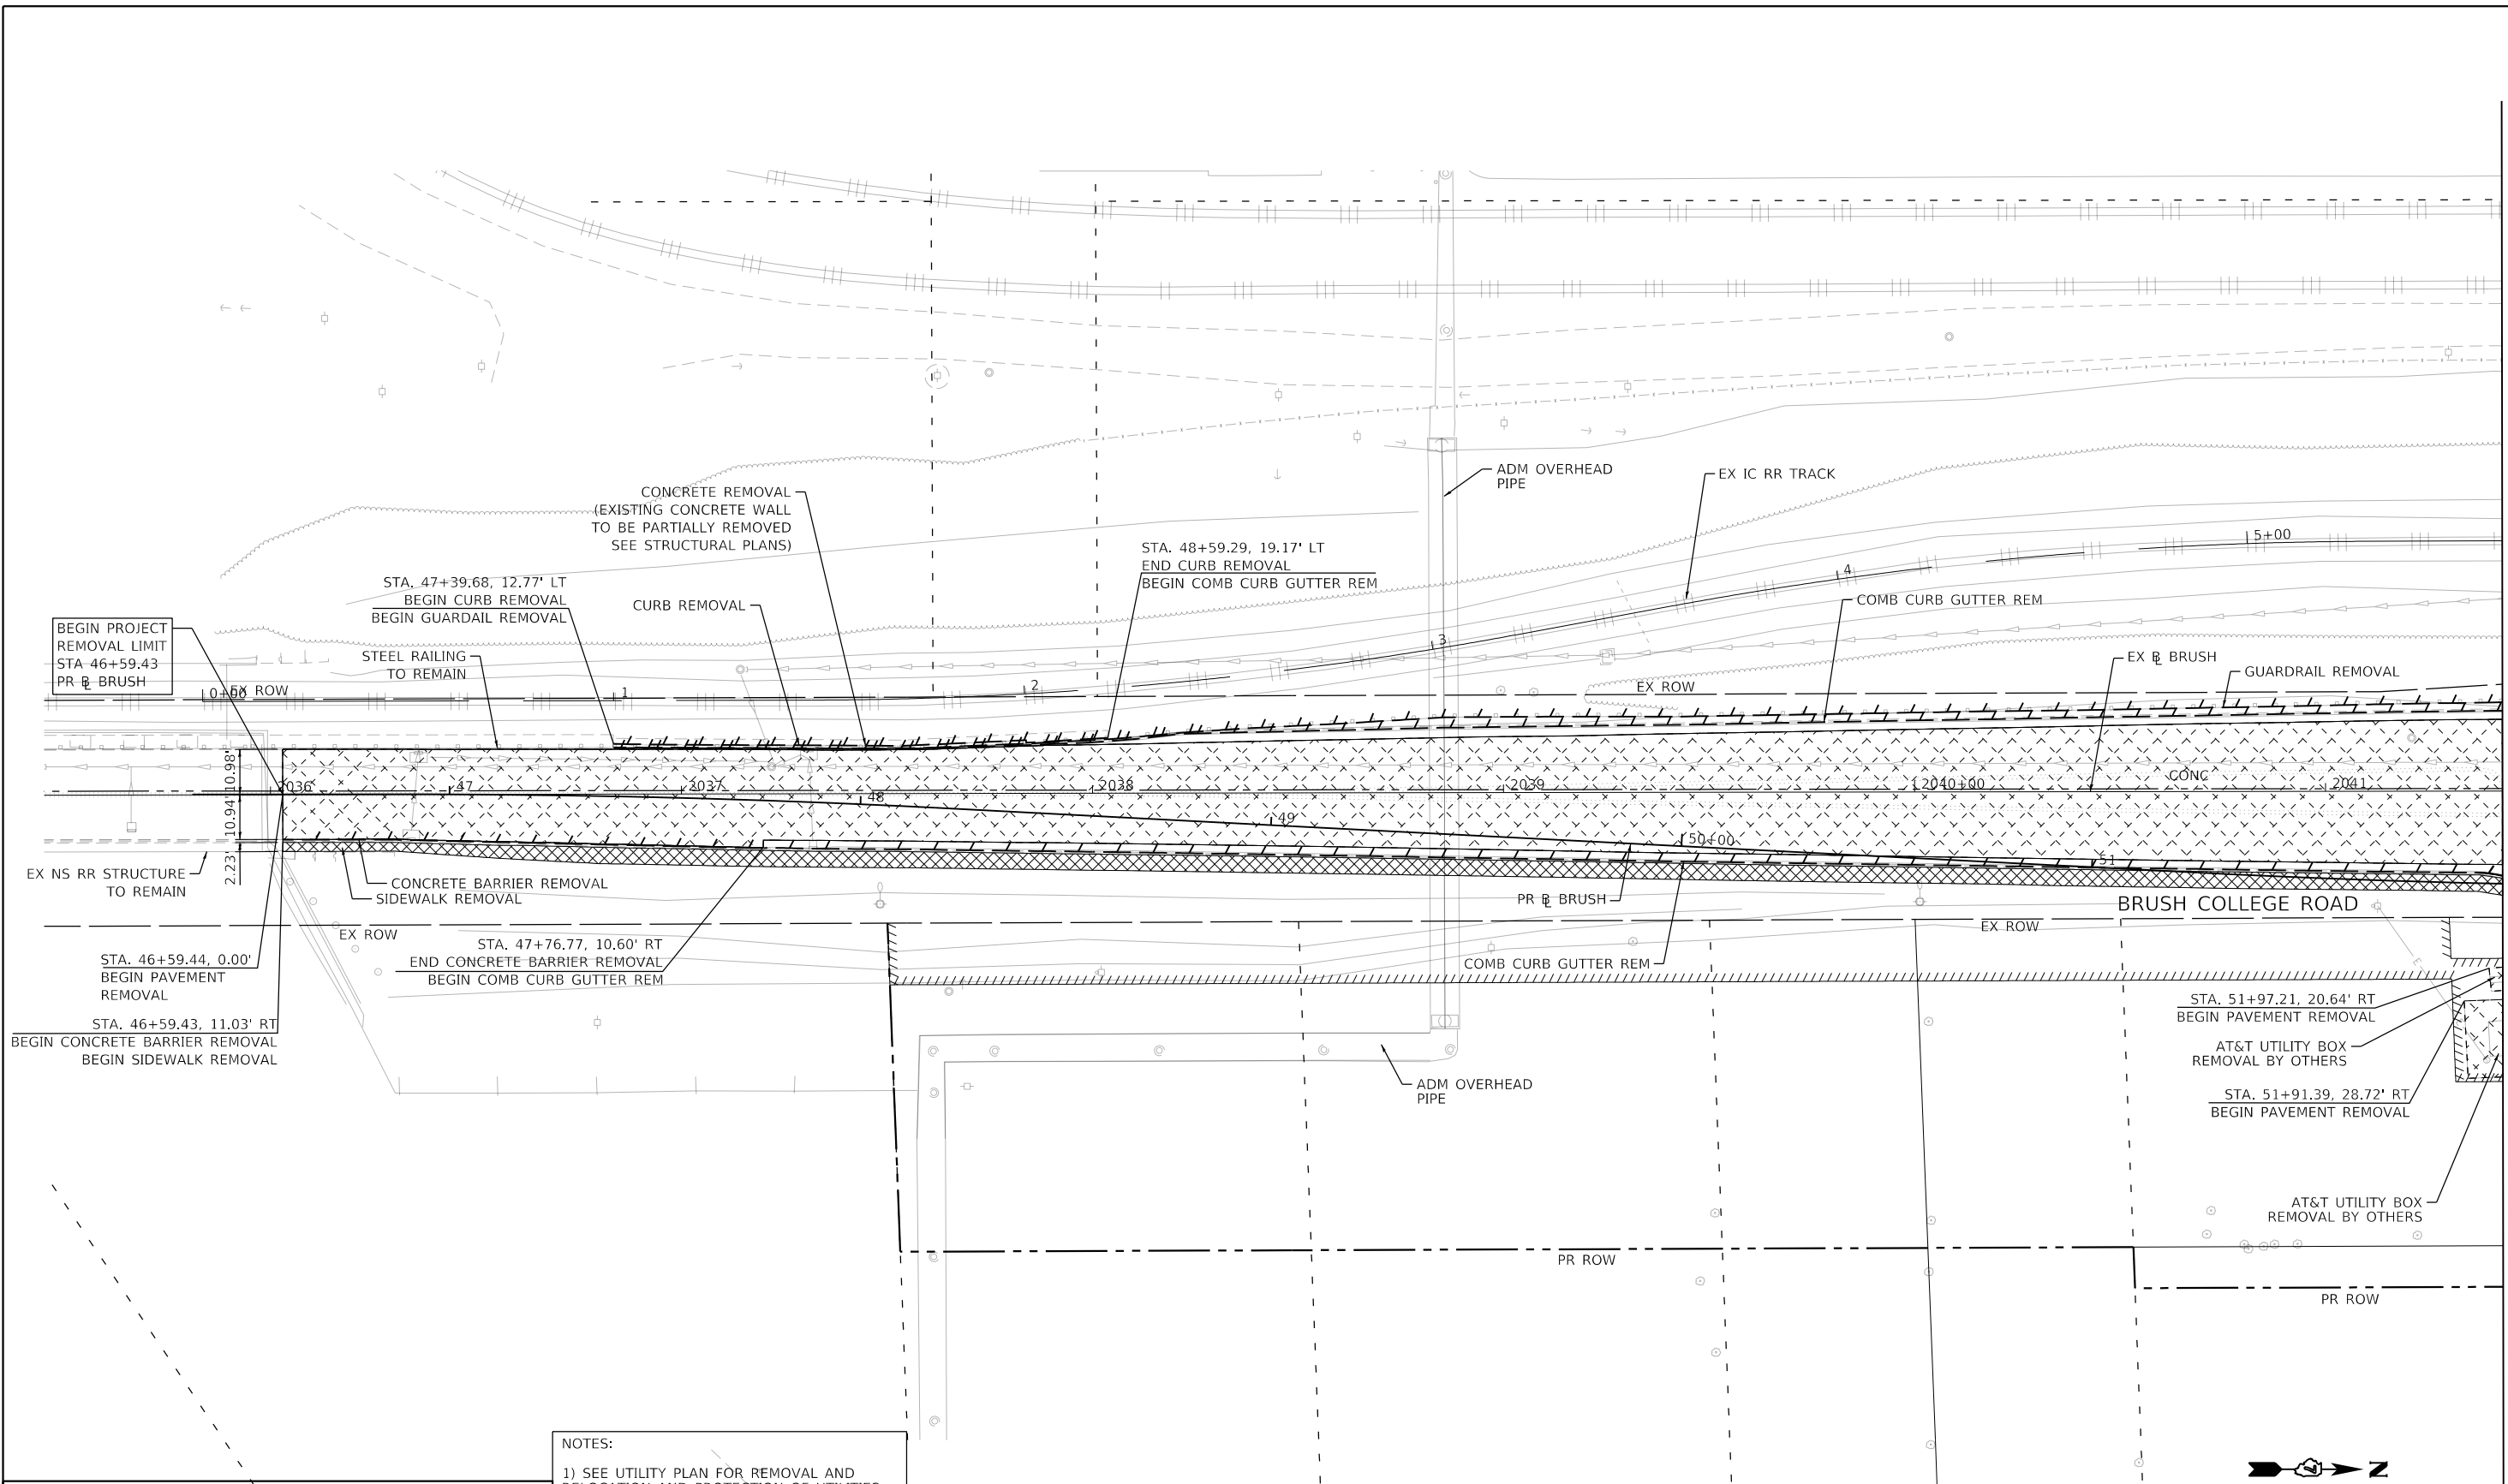 CONCRETE REMOVAL
(EXISTING CONCRETE WALL
TO BE PARTIALLY REMOVED
SEE STRUCTURAL PLANS)
ADM OVERHEAD
PIPE
EX IC RR TRACK
STA. 48+59.29, 19.17' LT
END CURB REMOVAL
BEGIN COMB CURB GUTTER REM
5+00
4
STA. 47+39.68, 12.77' LT
BEGIN CURB REMOVAL
BEGIN GUARDAIL REMOVAL
CURB REMOVAL
COMB CURB GUTTER REM
BEGIN PROJECT
REMOVAL LIMIT
STA 46+59.43
PR ℄ BRUSH
STEEL RAILING
TO REMAIN
3
EX ℄ BRUSH
GUARDRAIL REMOVAL
0+00
EX ROW
1
2
EX ROW
10.98'
10.94'
2.23'
2036
47
2037
48
2038
49
2039
50+00
2040+00
CONC
2041
51
EX NS RR STRUCTURE
TO REMAIN
CONCRETE BARRIER REMOVAL
SIDEWALK REMOVAL
PR ℄ BRUSH
BRUSH COLLEGE ROAD
EX ROW
EX ROW
STA. 46+59.44, 0.00'
BEGIN PAVEMENT
REMOVAL
STA. 47+76.77, 10.60' RT
END CONCRETE BARRIER REMOVAL
BEGIN COMB CURB GUTTER REM
COMB CURB GUTTER REM
STA. 46+59.43, 11.03' RT
BEGIN CONCRETE BARRIER REMOVAL
BEGIN SIDEWALK REMOVAL
STA. 51+97.21, 20.64' RT
BEGIN PAVEMENT REMOVAL
AT&T UTILITY BOX
REMOVAL BY OTHERS
ADM OVERHEAD
PIPE
STA. 51+91.39, 28.72' RT
BEGIN PAVEMENT REMOVAL
AT&T UTILITY BOX
REMOVAL BY OTHERS
PR ROW
PR ROW
NOTES:
1) SEE UTILITY PLAN FOR REMOVAL AND
RELOCATION AND PROTECTION OF UTILITIES
N